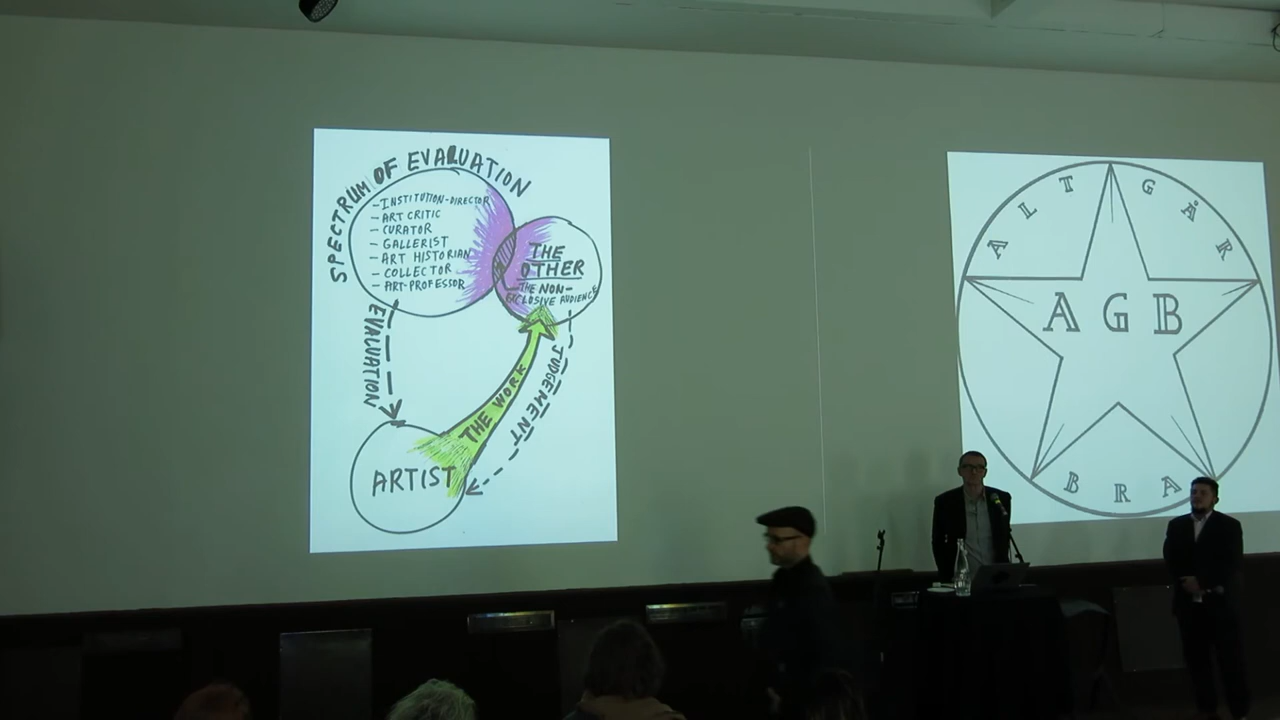 SPECTRUM OF EVALUATION
- INSTITUTION-DIRECTOR
- ART CRITIC
- CURATOR
- GALLERIST
- ART HISTORIAN
- COLLECTOR
- ART-PROFESSOR
THE
OTHER
THE NON-
EXCLUSIVE AUDIENCE
EVALUATION
THE WORK
JUDGEMENT
ARTIST
ALT GÅR
AGB
BRA